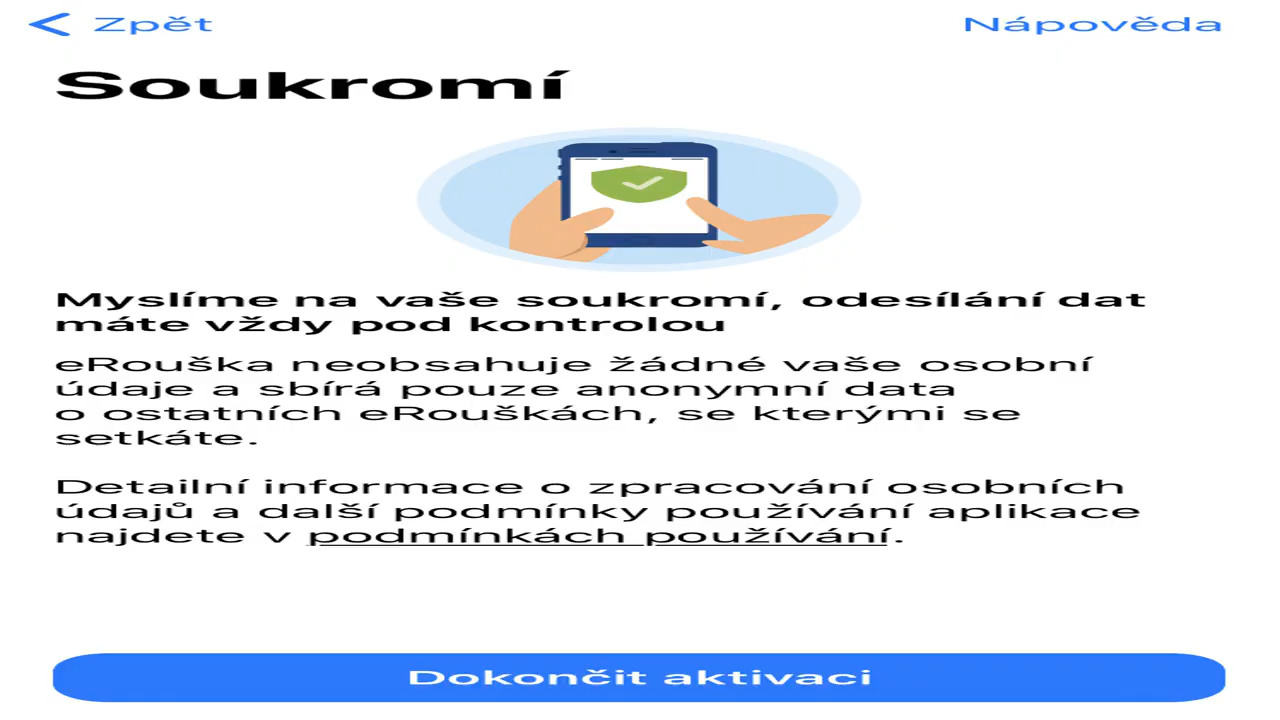 Zpět
Nápověda
Soukromí
Myslíme na vaše soukromí, odesílání dat
máte vždy pod kontrolou
eRouška neobsahuje žádné vaše osobní
údaje a sbírá pouze anonymní data
o ostatních eRouškách, se kterými se
setkáte.
Detailní informace o zpracování osobních
údajů a další podmínky používání aplikace
najdete v podmínkách používání.
Dokončit aktivaci